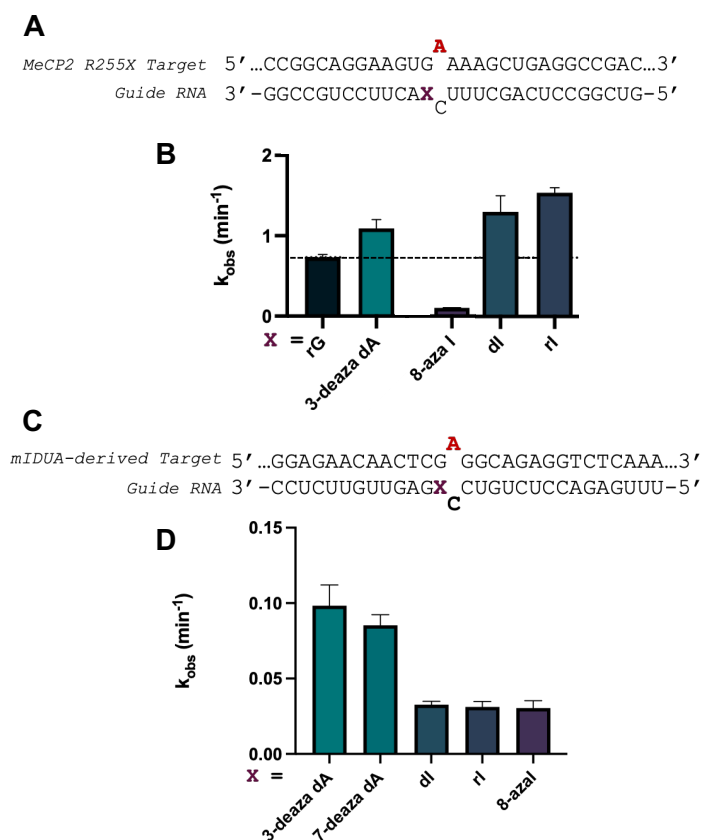 A
A
MeCP2 R255X Target 5′…CCGGCAGGAAGUG AAAGCUGAGGCCGAC…3′
Guide RNA 3′-GGCCGUCCUUCAX UUUCGACUCCGGCUG-5′
C
B
kobs (min-1)
2
1
0
X = rG 3-deaza dA 8-aza I dI rI
C
A
mIDUA-derived Target 5′…GGAGAACAACTCG GGCAGAGGTCTCAAA…3′
Guide RNA 3′-CCUCUUGUUGAGX CUGUCUCCAGAGUUU-5′
C
D
kobs (min-1)
0.15
0.10
0.05
0.00
X = 3-deaza dA 7-deaza dA dI rI 8-azaI